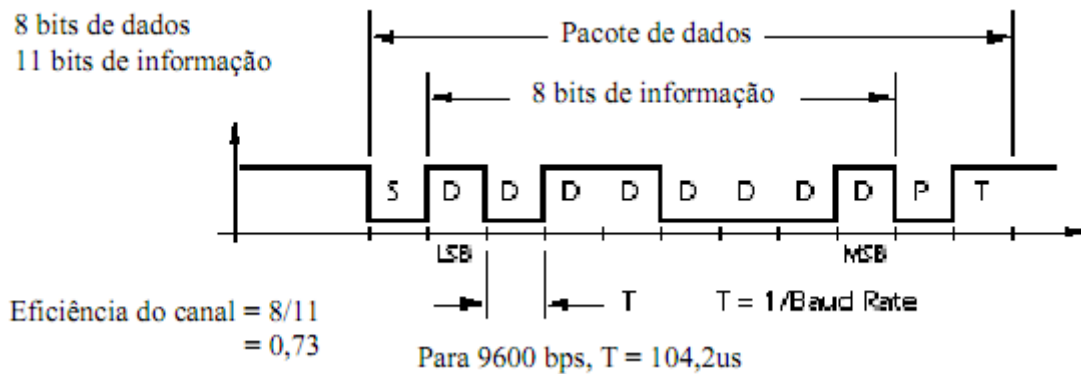 8 bits de dados
11 bits de informação
Pacote de dados
8 bits de informação
S D D D D D D D D P T
LSB MSB
T T = 1/Baud Rate
Eficiência do canal = 8/11
= 0,73
Para 9600 bps, T = 104,2us